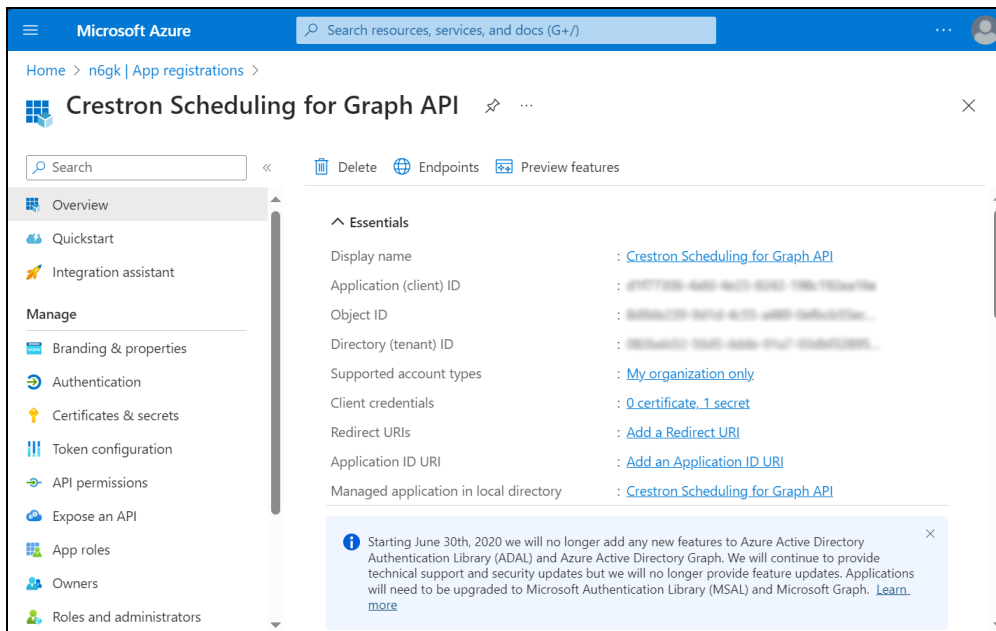 Microsoft Azure
Search resources, services, and docs (G+/)
Home > n6gk | App registrations >
Crestron Scheduling for Graph API
Search
«
Delete
Endpoints
Preview features
Overview
Quickstart
Integration assistant
Manage
Branding & properties
Authentication
Certificates & secrets
Token configuration
API permissions
Expose an API
App roles
Owners
Roles and administrators
Essentials
Display name : Crestron Scheduling for Graph API
Application (client) ID :
Object ID :
Directory (tenant) ID :
Supported account types : My organization only
Client credentials : 0 certificate, 1 secret
Redirect URIs : Add a Redirect URI
Application ID URI : Add an Application ID URI
Managed application in local directory : Crestron Scheduling for Graph API
Starting June 30th, 2020 we will no longer add any new features to Azure Active Directory
Authentication Library (ADAL) and Azure Active Directory Graph. We will continue to provide
technical support and security updates but we will no longer provide feature updates. Applications
will need to be upgraded to Microsoft Authentication Library (MSAL) and Microsoft Graph. Learn
more